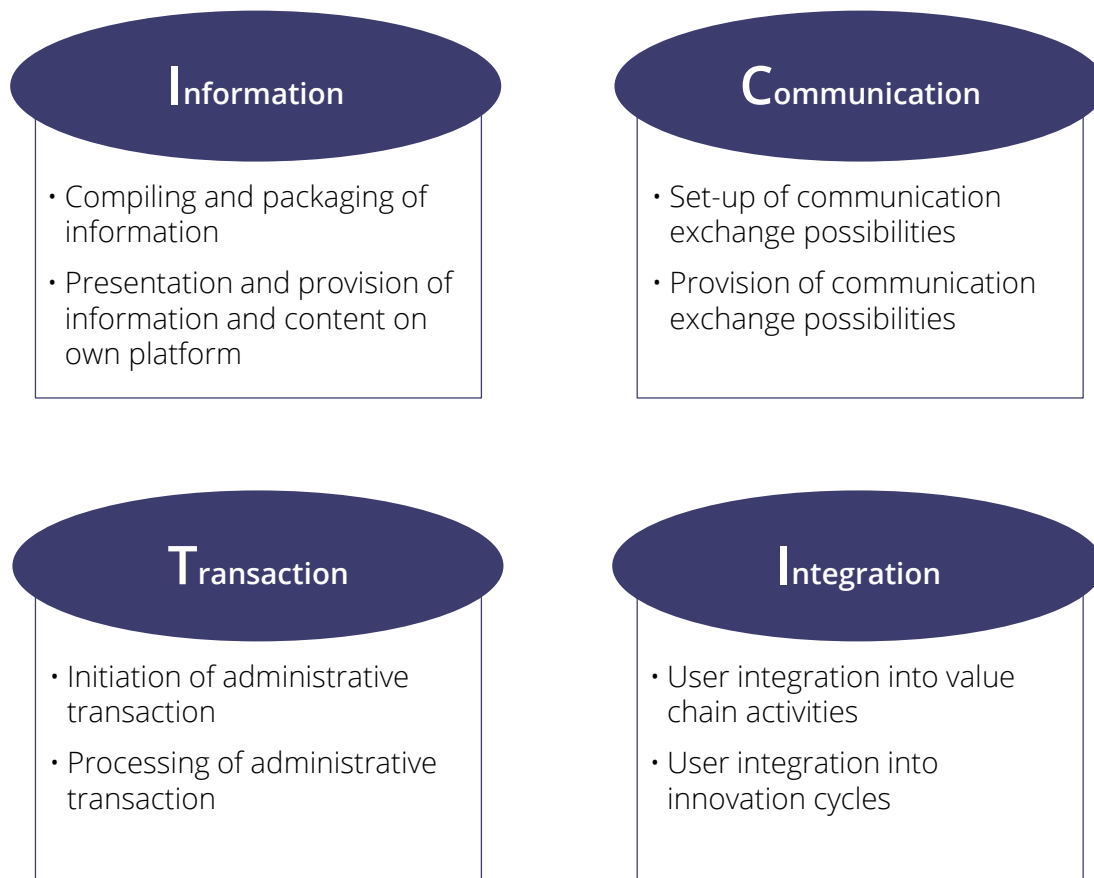 Information
• Compiling and packaging of
information
• Presentation and provision of
information and content on
own platform
Communication
• Set-up of communication
exchange possibilities
• Provision of communication
exchange possibilities
Transaction
• Initiation of administrative
transaction
• Processing of administrative
transaction
Integration
• User integration into value
chain activities
• User integration into
innovation cycles